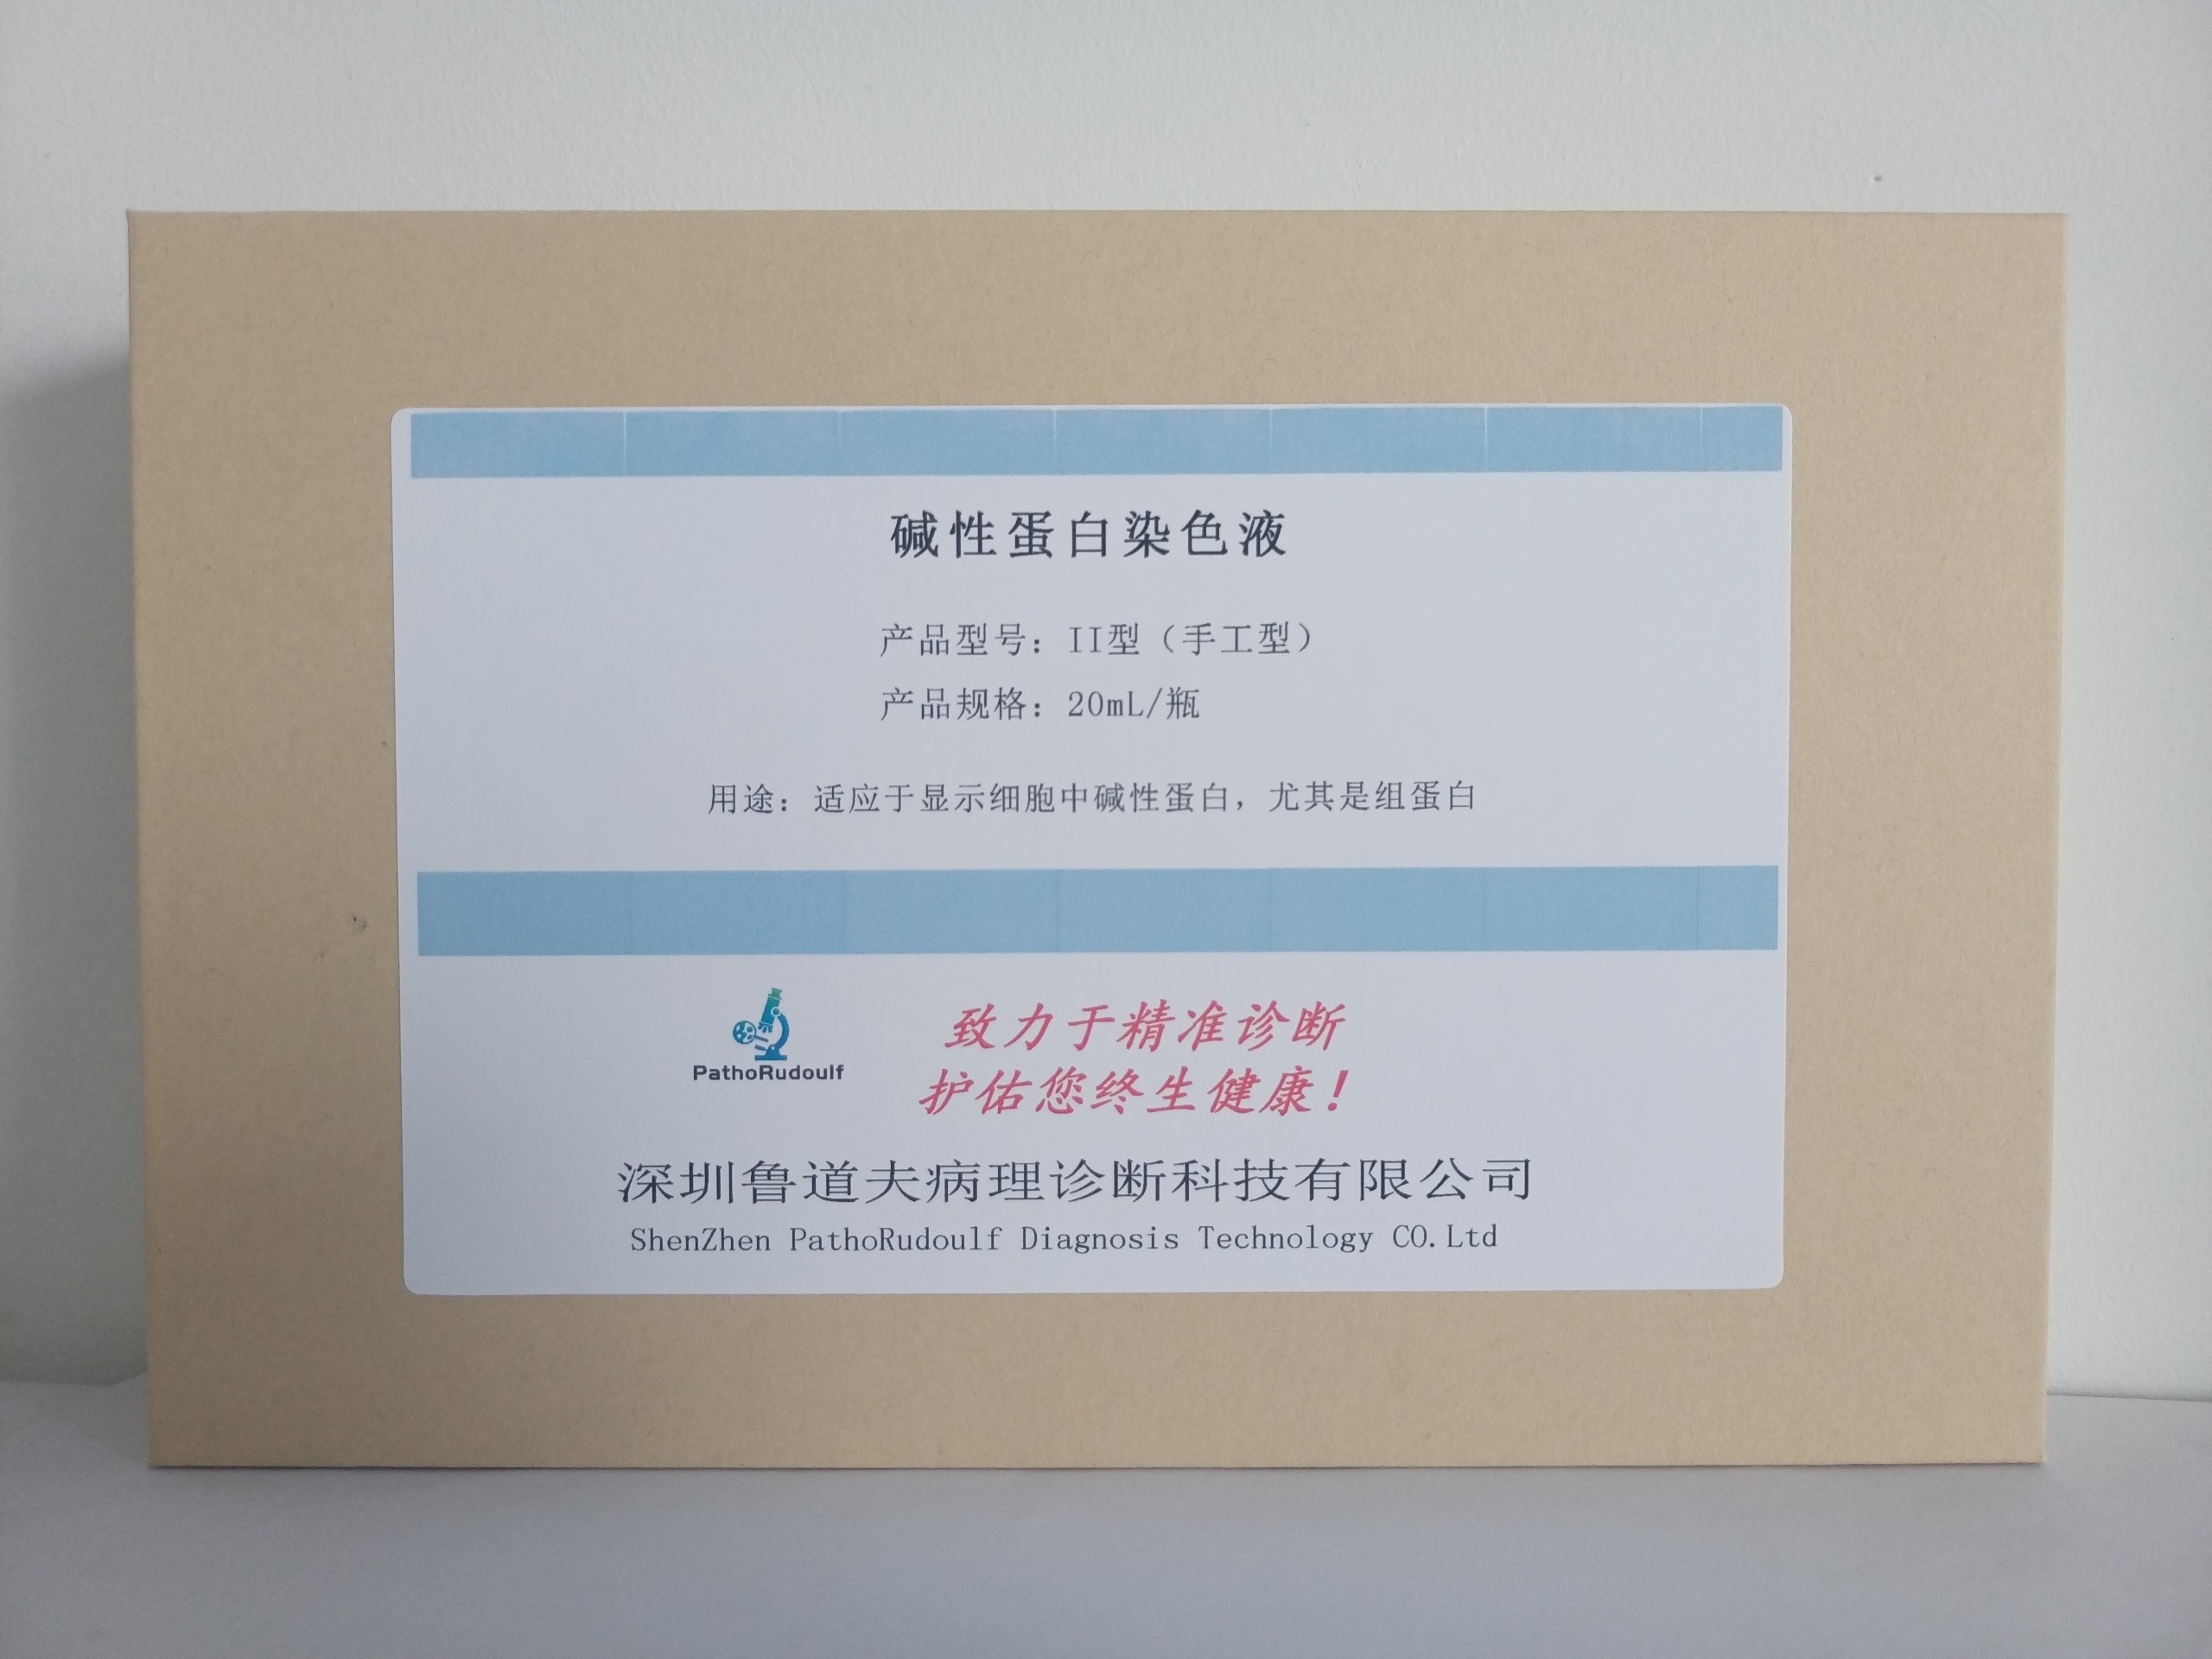 碱性蛋白染色液
产品型号：II型（手工型）
产品规格：20mL/瓶
用途：适应于显示细胞中碱性蛋白，尤其是组蛋白
PathoRudoulf
致力于精准诊断
护佑您终生健康！
深圳鲁道夫病理诊断科技有限公司
ShenZhen PathoRudoulf Diagnosis Technology CO.Ltd